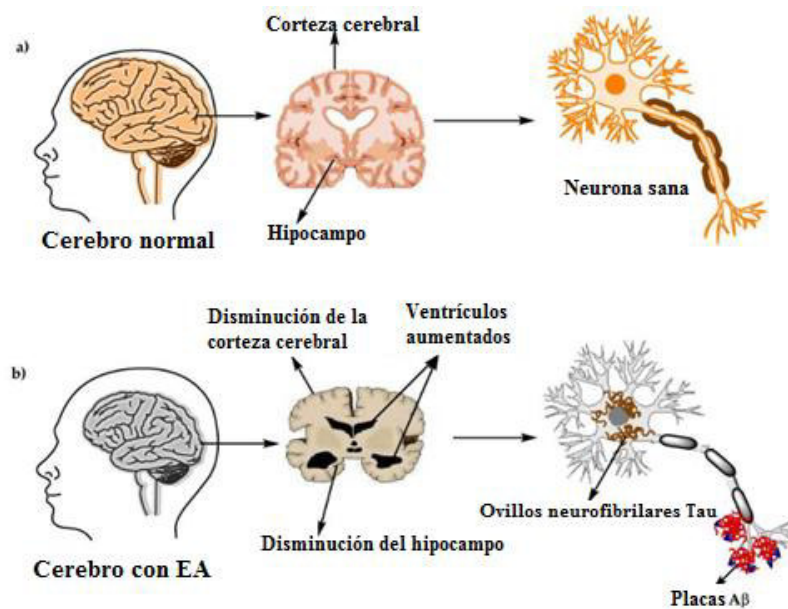 Corteza cerebral
a)
Neurona sana
Cerebro normal
Hipocampo
Disminución de la
corteza cerebral
Ventrículos
aumentados
b)
Ovillos neurofibrilares Tau
Disminución del hipocampo
Cerebro con EA
Placas Aβ